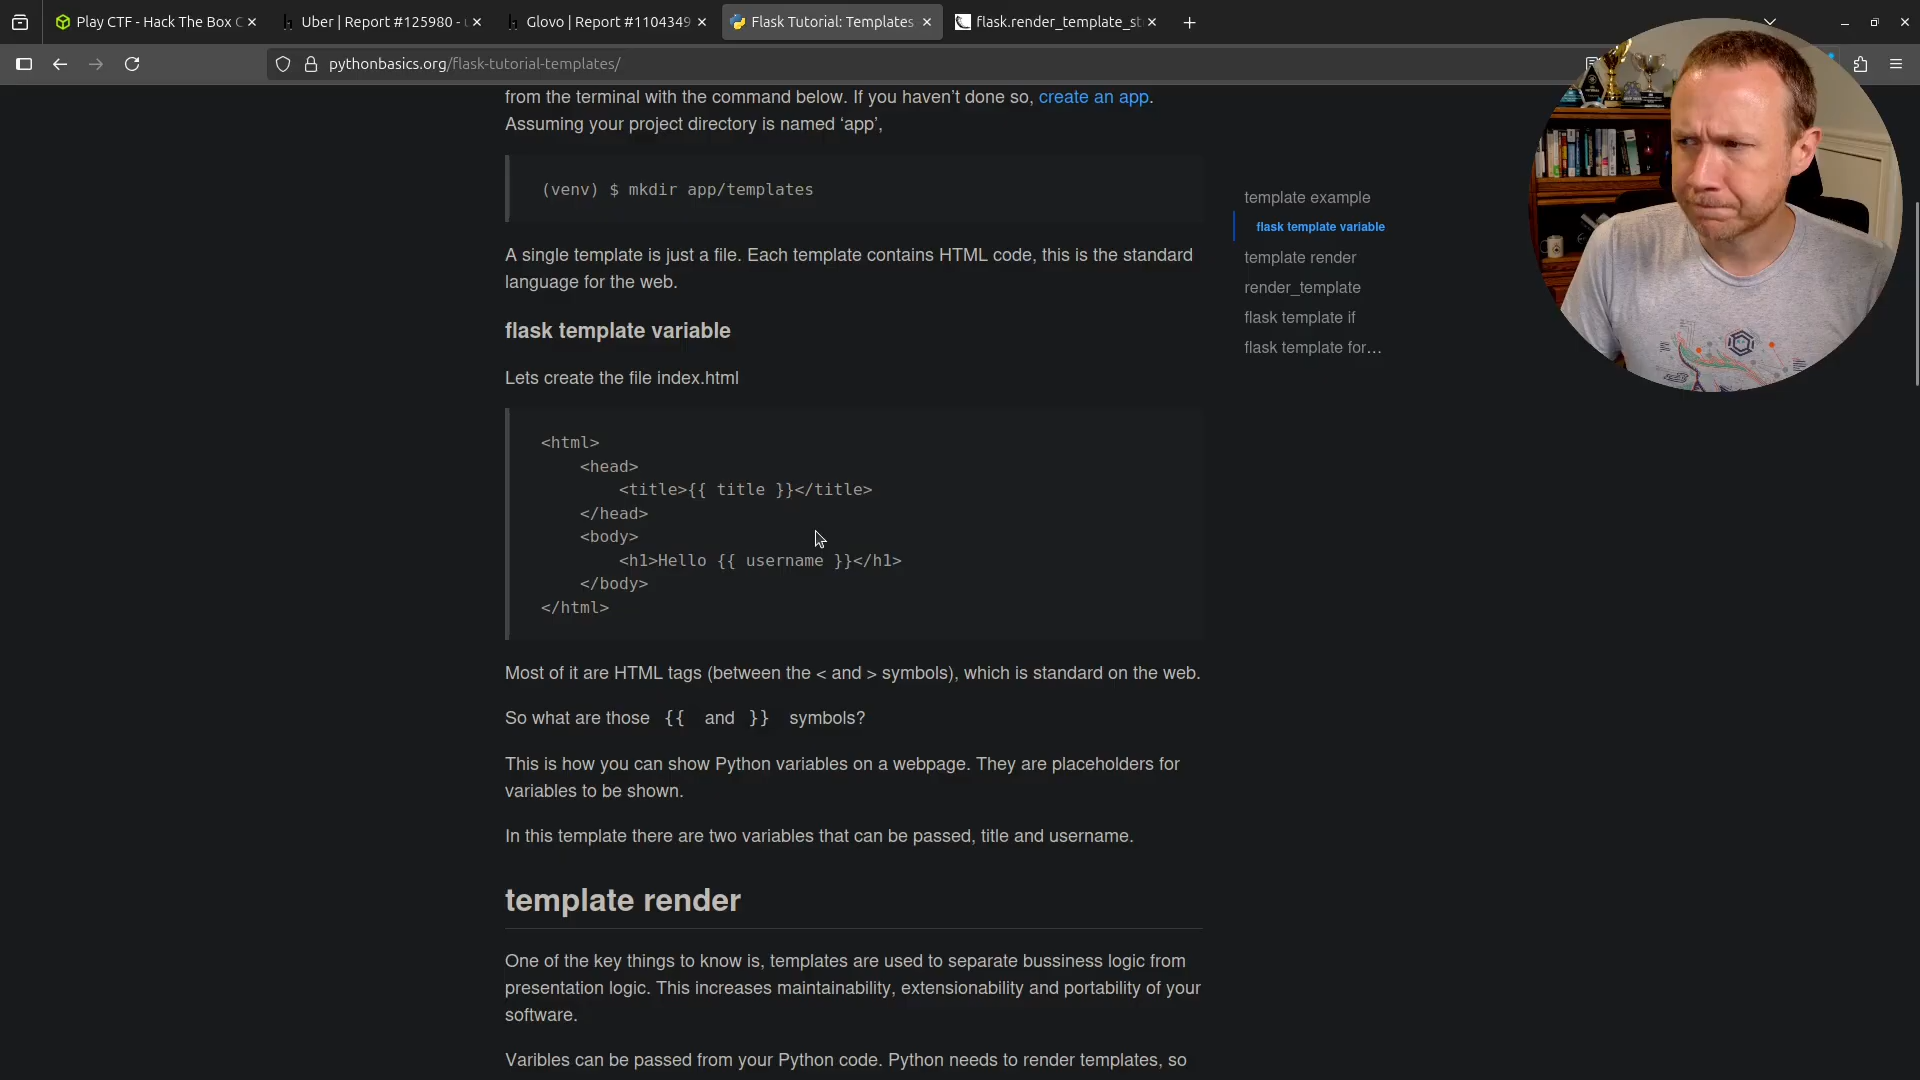 Play CTF - Hack The Box C
Uber | Report #125980 -
Glovo | Report #1104349
Flask Tutorial: Templates
flask.render_template_st
pythonbasics.org/flask-tutorial-templates/
from the terminal with the command below. If you haven’t done so, create an app.
Assuming your project directory is named ‘app’,
(venv) $ mkdir app/templates
A single template is just a file. Each template contains HTML code, this is the standard
language for the web.
flask template variable
Lets create the file index.html
<html>
<head>
<title>{{ title }}</title>
</head>
<body>
<h1>Hello {{ username }}</h1>
</body>
</html>
Most of it are HTML tags (between the < and > symbols), which is standard on the web.
So what are those {{ and }} symbols?
This is how you can show Python variables on a webpage. They are placeholders for
variables to be shown.
In this template there are two variables that can be passed, title and username.
template render
One of the key things to know is, templates are used to separate bussiness logic from
presentation logic. This increases maintainability, extensionability and portability of your
software.
Varibles can be passed from your Python code. Python needs to render templates, so
template example
flask template variable
template render
render_template
flask template if
flask template for…